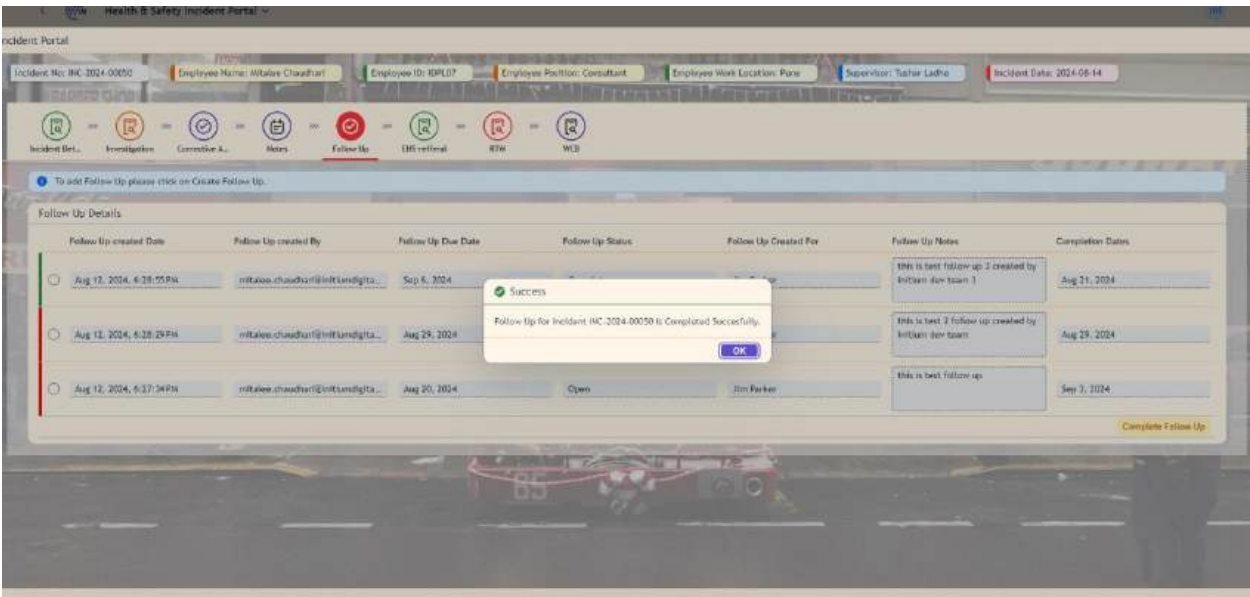 Health & Safety Incident Portal
ncident Portal
Incident No: INC-2024-00050
Employee Name: Mitalee Chaudhari
Employee ID: IDPL07
Employee Position: Consultant
Employee Work Location: Pune
Supervisor: Tushar Ladhe
Incident Date: 2024-08-14
Incident Det...
Investigation
Corrective A...
Notes
Follow Up
EHS refferal
RTW
WCB
To add Follow Up please click on Create Follow Up.
Follow Up Details
Follow Up created Date Follow Up created By Follow Up Due Date Follow Up Status Follow Up Created For Follow Up Notes Completion Dates
Aug 12, 2024, 6:28:55 PM mitalee.chaudhari@initiumdigita... Sep 6, 2024 this is test follow up 3 created by
initium dev team 3 Aug 21, 2024
Success
Follow Up for Incident INC-2024-00050 is Completed Succesfully.
OK
Aug 12, 2024, 6:28:29 PM mitalee.chaudhari@initiumdigita... Aug 29, 2024 this is test 2 follow up created by
initium dev team Aug 29, 2024
Aug 12, 2024, 6:27:34 PM mitalee.chaudhari@initiumdigita... Aug 20, 2024 Open Jim Parker this is test follow up Sep 3, 2024
Complete Follow Up
85